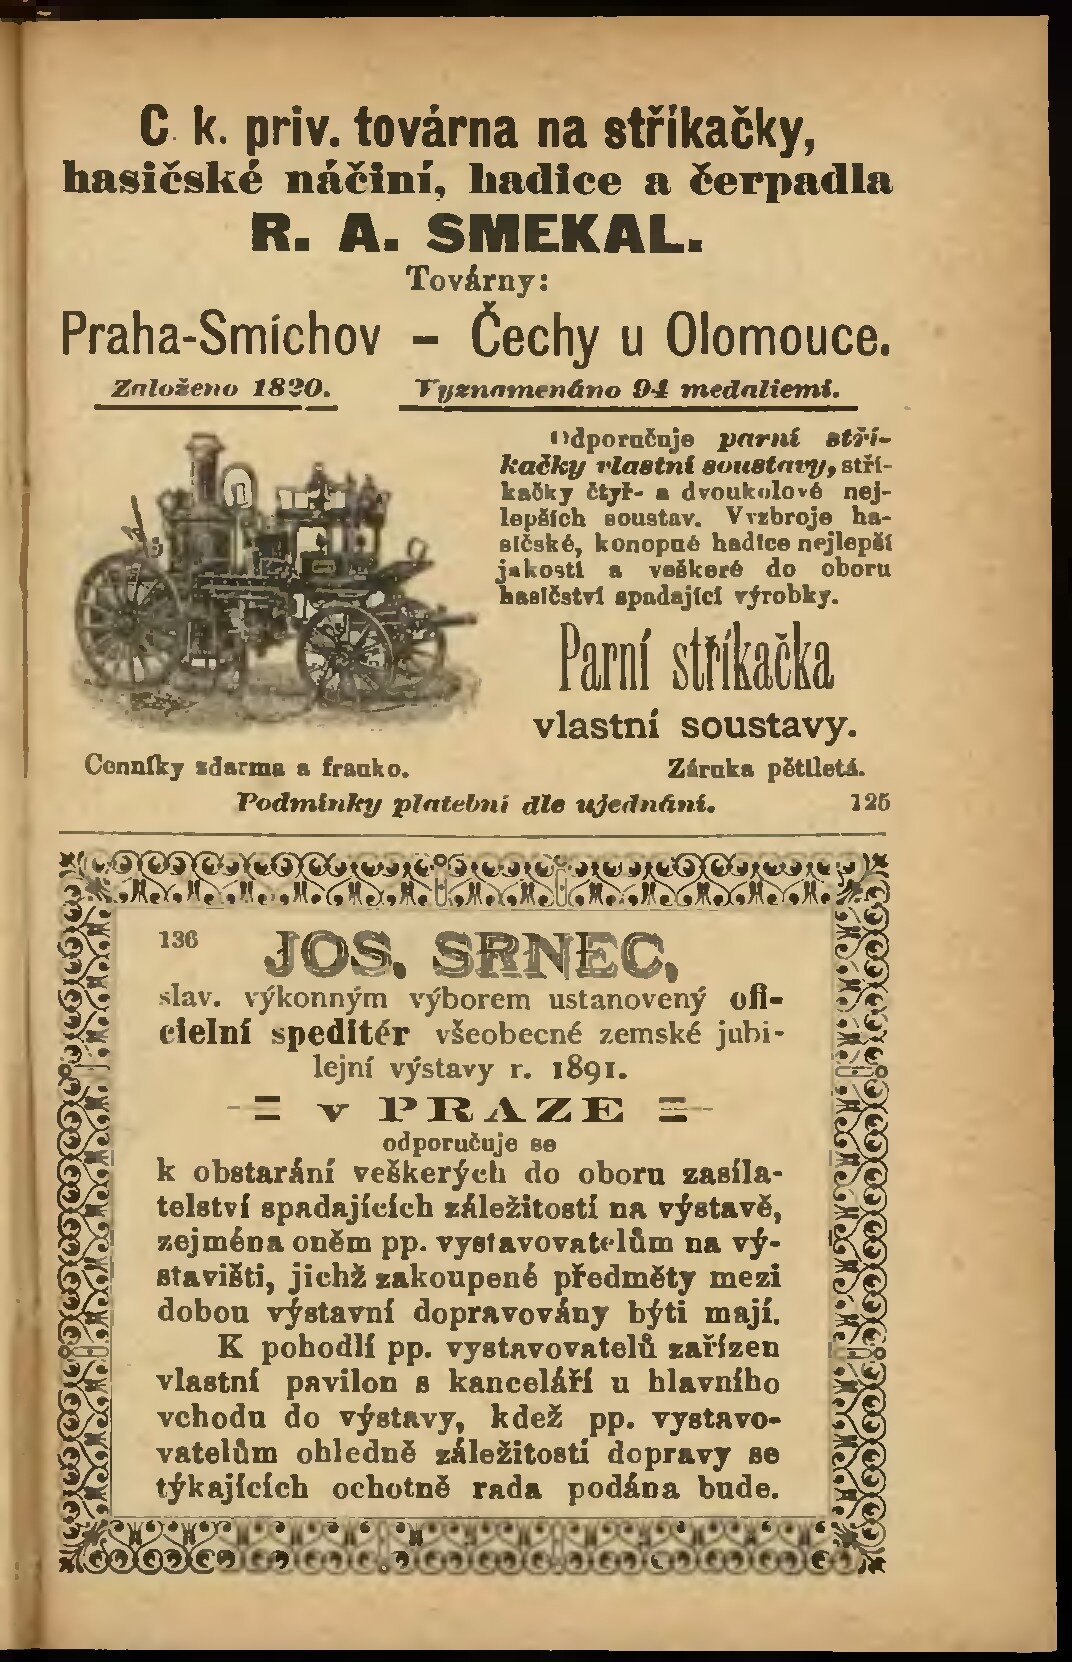 C. k. priv. továrna na stříkačky,
hasičské náčiní, hadice a čerpadla
R. A. SMEKAL.
Továrny:
Praha-Smíchov – Čechy u Olomouce.
Založeno 1820. Vyznamenáno 94 medaliemi.
Odporučuje parní stří-
kačky vlastní soustavy, stří-
kačky čtyř- a dvoukolové nej-
lepších soustav. Vyzbroje ha-
sičské, konopné hadice nejlepší
jakosti a veškeré do oboru
hasičství spadající výrobky.
Parní stříkačka
vlastní soustavy.
Cenníky zdarma a franko. Záruka pětiletá.
Podmínky platební dle ujednání. 125
136 JOS. SRNEC,
slav. výkonným výborem ustanovený ofi-
cielní speditér všeobecné zemské jubi-
lejní výstavy r. 1891.
v PRAZE
odporučuje se
k obstarání veškerých do oboru zasíla-
telství spadajících záležitostí na výstavě,
zejména oněm pp. vystavovatelům na vý-
stavišti, jichž zakoupené předměty mezi
dobou výstavní dopravovány býti mají.
K pohodlí pp. vystavovatelů zařízen
vlastní pavilon s kanceláří u hlavního
vchodu do výstavy, kdež pp. vystavo-
vatelům ohledně záležitostí dopravy se
týkajících ochotně rada podána bude.